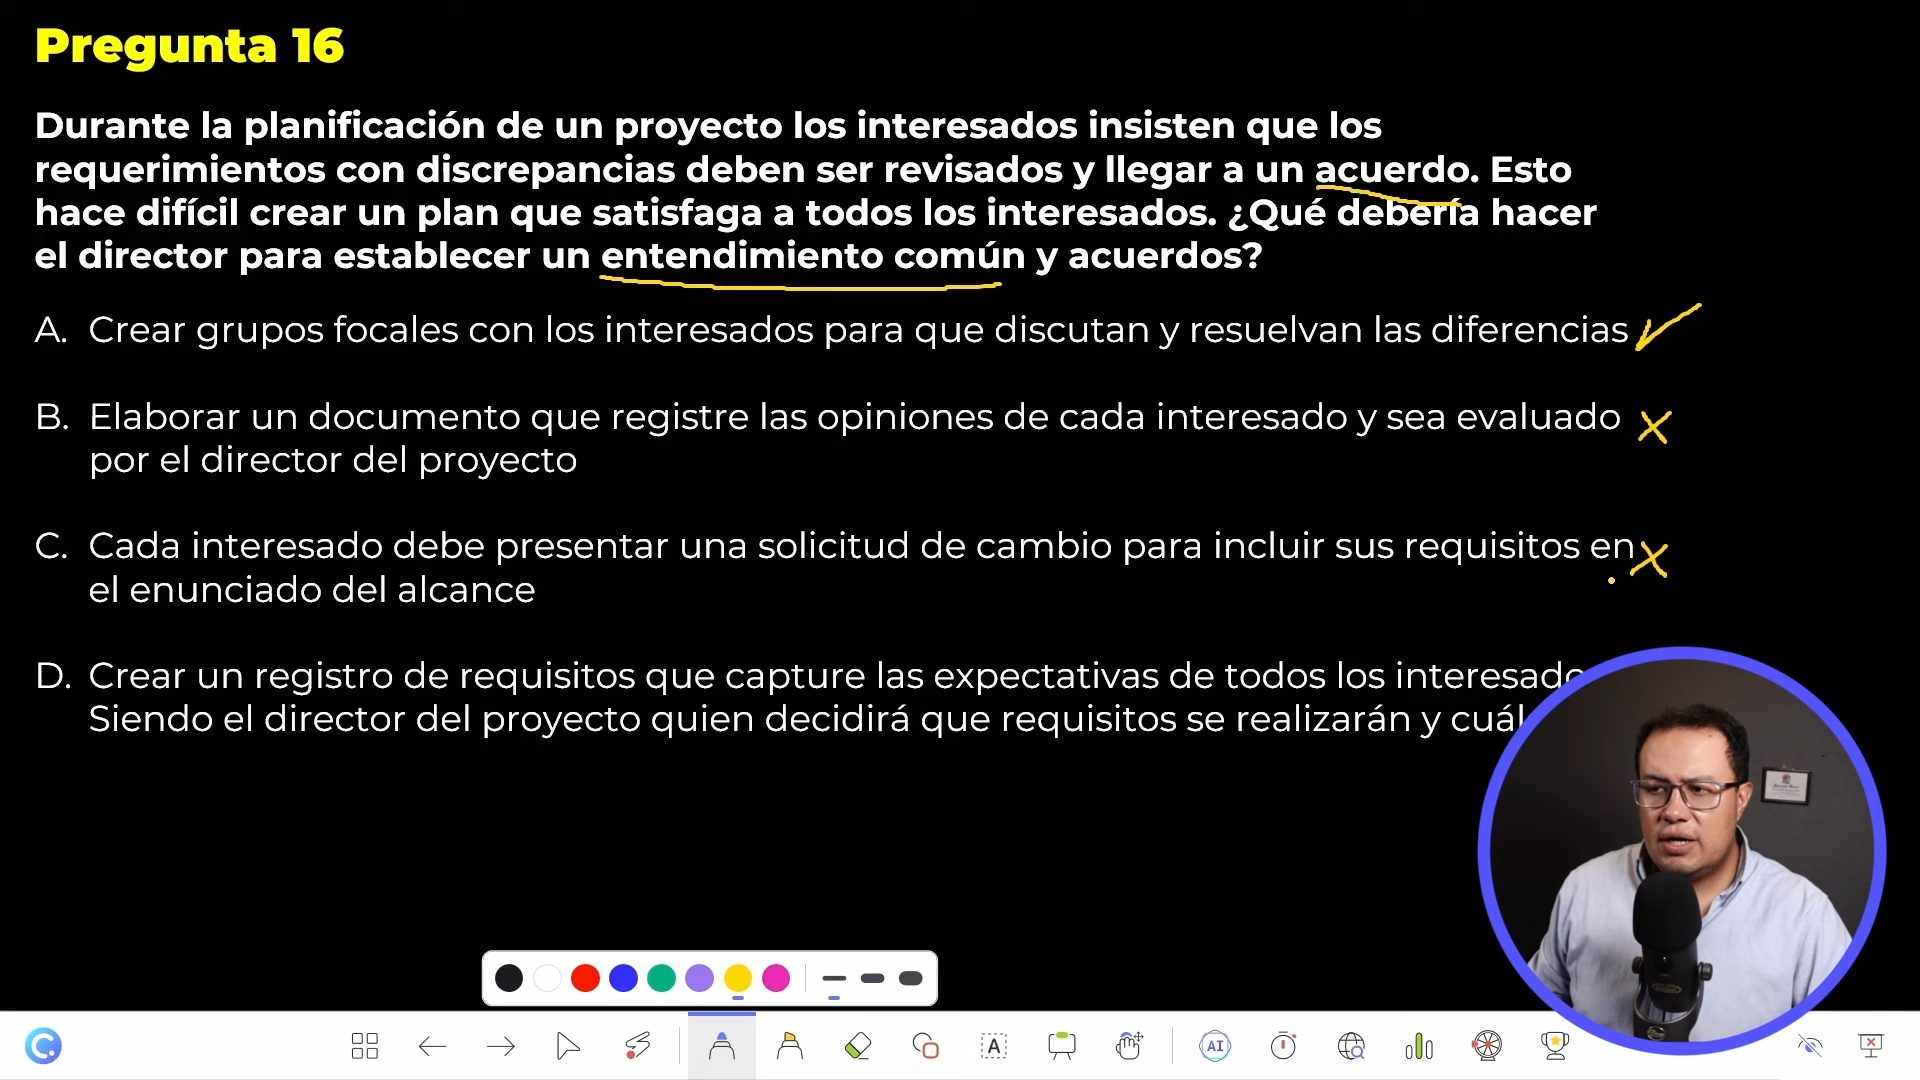 Pregunta 16
Durante la planificación de un proyecto los interesados insisten que los
requerimientos con discrepancias deben ser revisados y llegar a un acuerdo. Esto
hace difícil crear un plan que satisfaga a todos los interesados. ¿Qué debería hacer
el director para establecer un entendimiento común y acuerdos?
A. Crear grupos focales con los interesados para que discutan y resuelvan las diferencias
B. Elaborar un documento que registre las opiniones de cada interesado y sea evaluado
por el director del proyecto
C. Cada interesado debe presentar una solicitud de cambio para incluir sus requisitos en
el enunciado del alcance
D. Crear un registro de requisitos que capture las expectativas de todos los
Siendo el director del proyecto quien decidirá que requisitos se realizarán y
A
AI